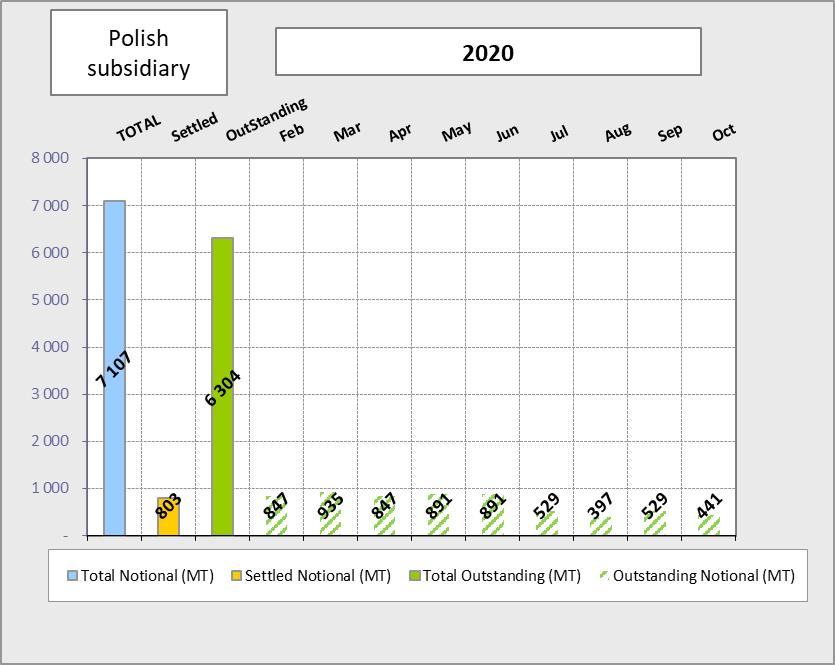 Polish
subsidiary
2020
TOTAL Settled OutStanding Feb Mar Apr May Jun Jul Aug Sep Oct
8 000
7 000
6 000
5 000
4 000
3 000
2 000
1 000
-
7 107 803 6 304 847 935 847 891 891 529 397 529 441
Total Notional (MT) Settled Notional (MT) Total Outstanding (MT) Outstanding Notional (MT)